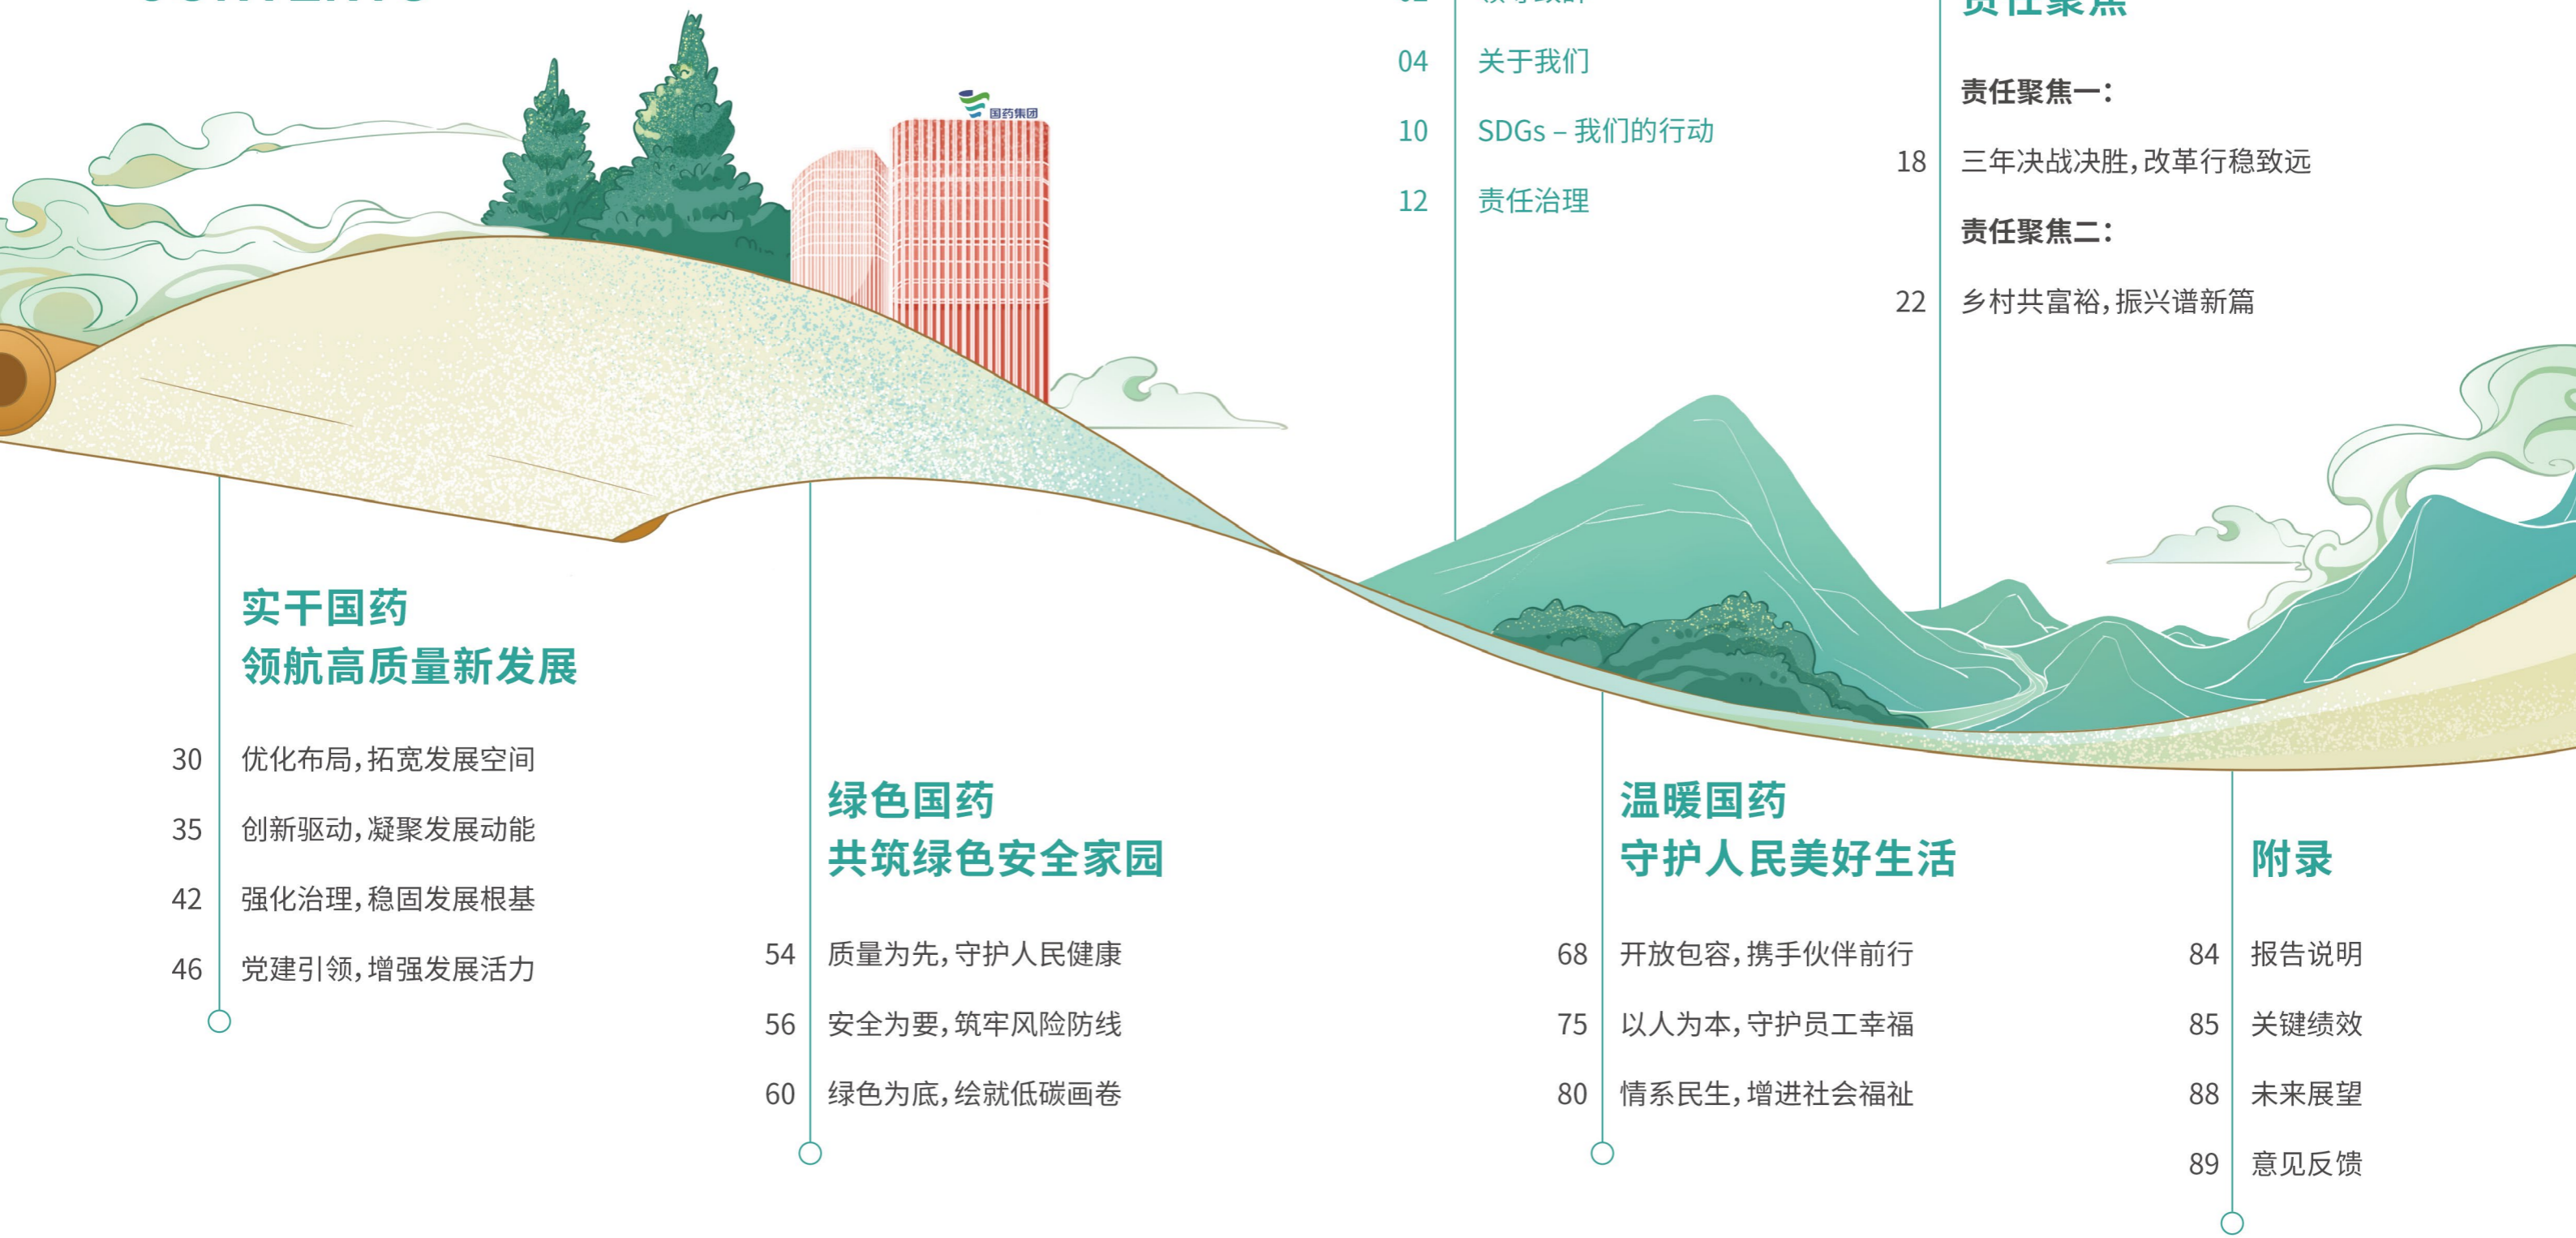 CONTENTS
领导致辞
04 关于我们
10 SDGs – 我们的行动
12 责任治理
责任聚焦
责任聚焦一：
18 三年决战决胜，改革行稳致远
责任聚焦二：
22 乡村共富裕，振兴谱新篇
国药集团
实干国药
领航高质量新发展
30 优化布局，拓宽发展空间
35 创新驱动，凝聚发展动能
42 强化治理，稳固发展根基
46 党建引领，增强发展活力
绿色国药
共筑绿色安全家园
54 质量为先，守护人民健康
56 安全为要，筑牢风险防线
60 绿色为底，绘就低碳画卷
温暖国药
守护人民美好生活
68 开放包容，携手伙伴前行
75 以人为本，守护员工幸福
80 情系民生，增进社会福祉
附录
84 报告说明
85 关键绩效
88 未来展望
89 意见反馈